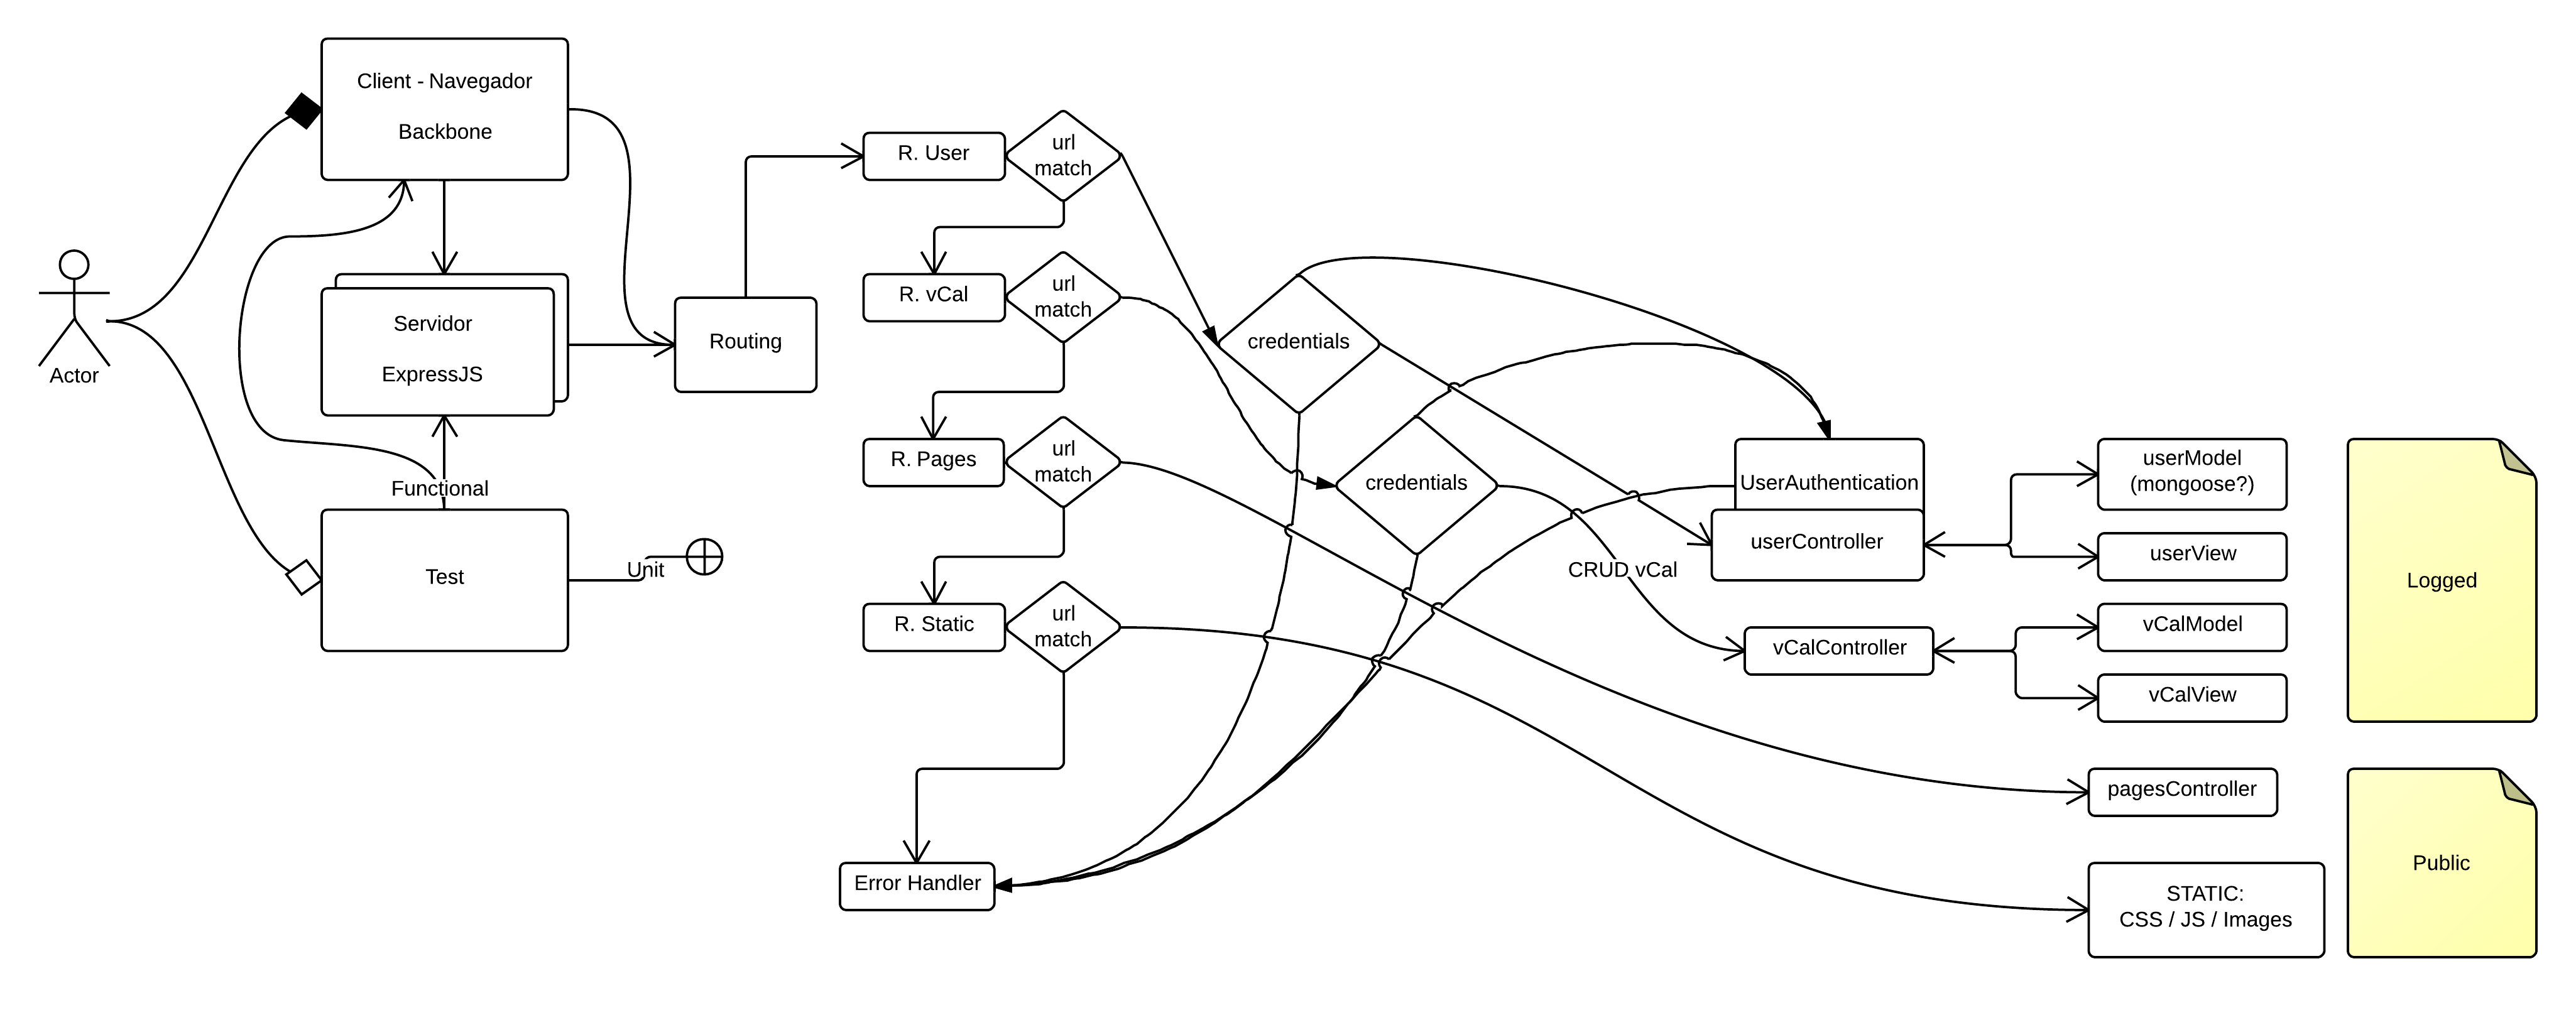 Client - Navegador
Backbone
Actor
Servidor
ExpressJS
Functional
Test
Unit
Routing
R. User
url
match
R. vCal
url
match
R. Pages
url
match
R. Static
url
match
Error Handler
credentials
credentials
CRUD vCal
UserAuthentication
userController
vCalController
userModel
(mongoose?)
userView
vCalModel
vCalView
pagesController
STATIC:
CSS / JS / Images
Logged
Public